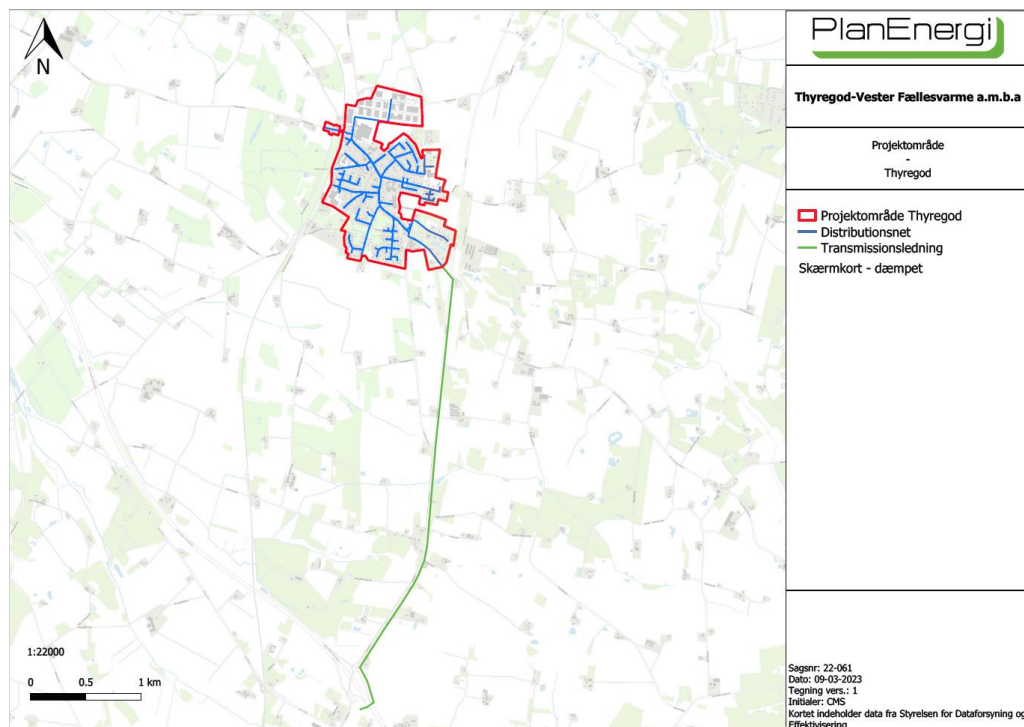 N
PlanEnergi
Thyregod-Vester Fællesvarme a.m.b.a
Projektområde
-
Thyregod
Projektområde Thyregod
Distributionsnet
Transmissionsledning
Skærmkort - dæmpet
1:22000
0 0.5 1 km
Sagsnr: 22-061
Dato: 09-03-2023
Tegning vers.: 1
Initialer: CMS
Kortet indeholder data fra Styrelsen for Dataforsyning og
Effektivisering